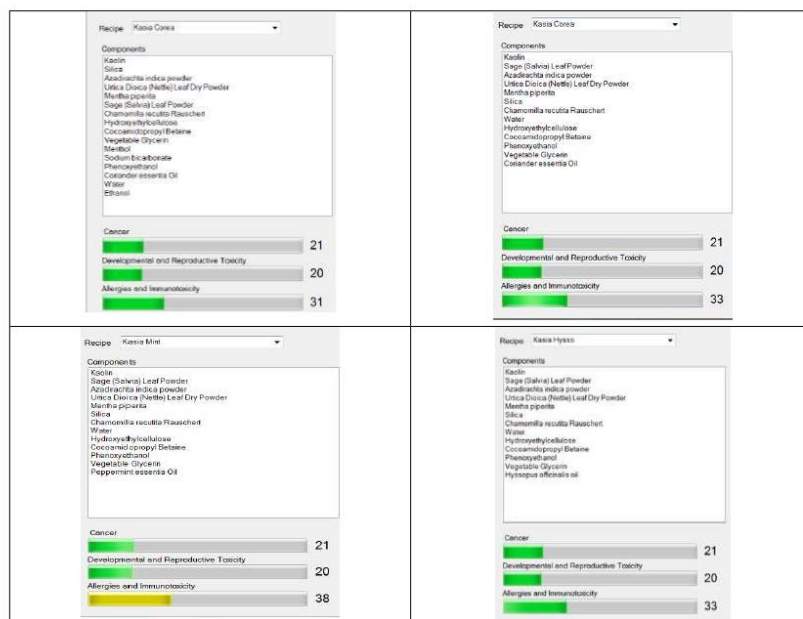 Recipe Kasia Corea
Components
Kaolin
Silica
Azadirachta indica powder
Urtica Dioica (Nettle) Leaf Dry Powder
Mentha piperita
Sage (Salvia) Leaf Powder
Chamomilla recutita Rauschert
Hydroxyethylcellulose
Cocoamidopropyl Betaine
Vegetable Glycerin
Menthol
Sodium bicarbonate
Phenoxyethanol
Coriander essentia Oil
Water
Ethanol
Cancer
21
Developmental and Reproductive Toxicity
20
Allergies and Immunotoxicity
31
Recipe Kasia Corea
Components
Kaolin
Sage (Salvia) Leaf Powder
Azadirachta indica powder
Urtica Dioica (Nettle) Leaf Dry Powder
Mentha piperita
Silica
Chamomilla recutita Rauschert
Water
Hydroxyethylcellulose
Cocoamidopropyl Betaine
Phenoxyethanol
Vegetable Glycerin
Coriander essentia Oil
Cancer
21
Developmental and Reproductive Toxicity
20
Allergies and Immunotoxicity
33
Recipe Kasia Mint
Components
Kaolin
Sage (Salvia) Leaf Powder
Azadirachta indica powder
Urtica Dioica (Nettle) Leaf Dry Powder
Mentha piperita
Silica
Chamomilla recutita Rauschert
Water
Hydroxyethylcellulose
Cocoamidopropyl Betaine
Phenoxyethanol
Vegetable Glycerin
Peppermint essentia Oil
Cancer
21
Developmental and Reproductive Toxicity
20
Allergies and Immunotoxicity
38
Recipe Kasia Hysso
Components
Kaolin
Sage (Salvia) Leaf Powder
Azadirachta indica powder
Urtica Dioica (Nettle) Leaf Dry Powder
Mentha piperita
Silica
Chamomilla recutita Rauschert
Water
Hydroxyethylcellulose
Cocoamidopropyl Betaine
Phenoxyethanol
Vegetable Glycerin
Hyssopus officinalis oil
Cancer
21
Developmental and Reproductive Toxicity
20
Allergies and Immunotoxicity
33